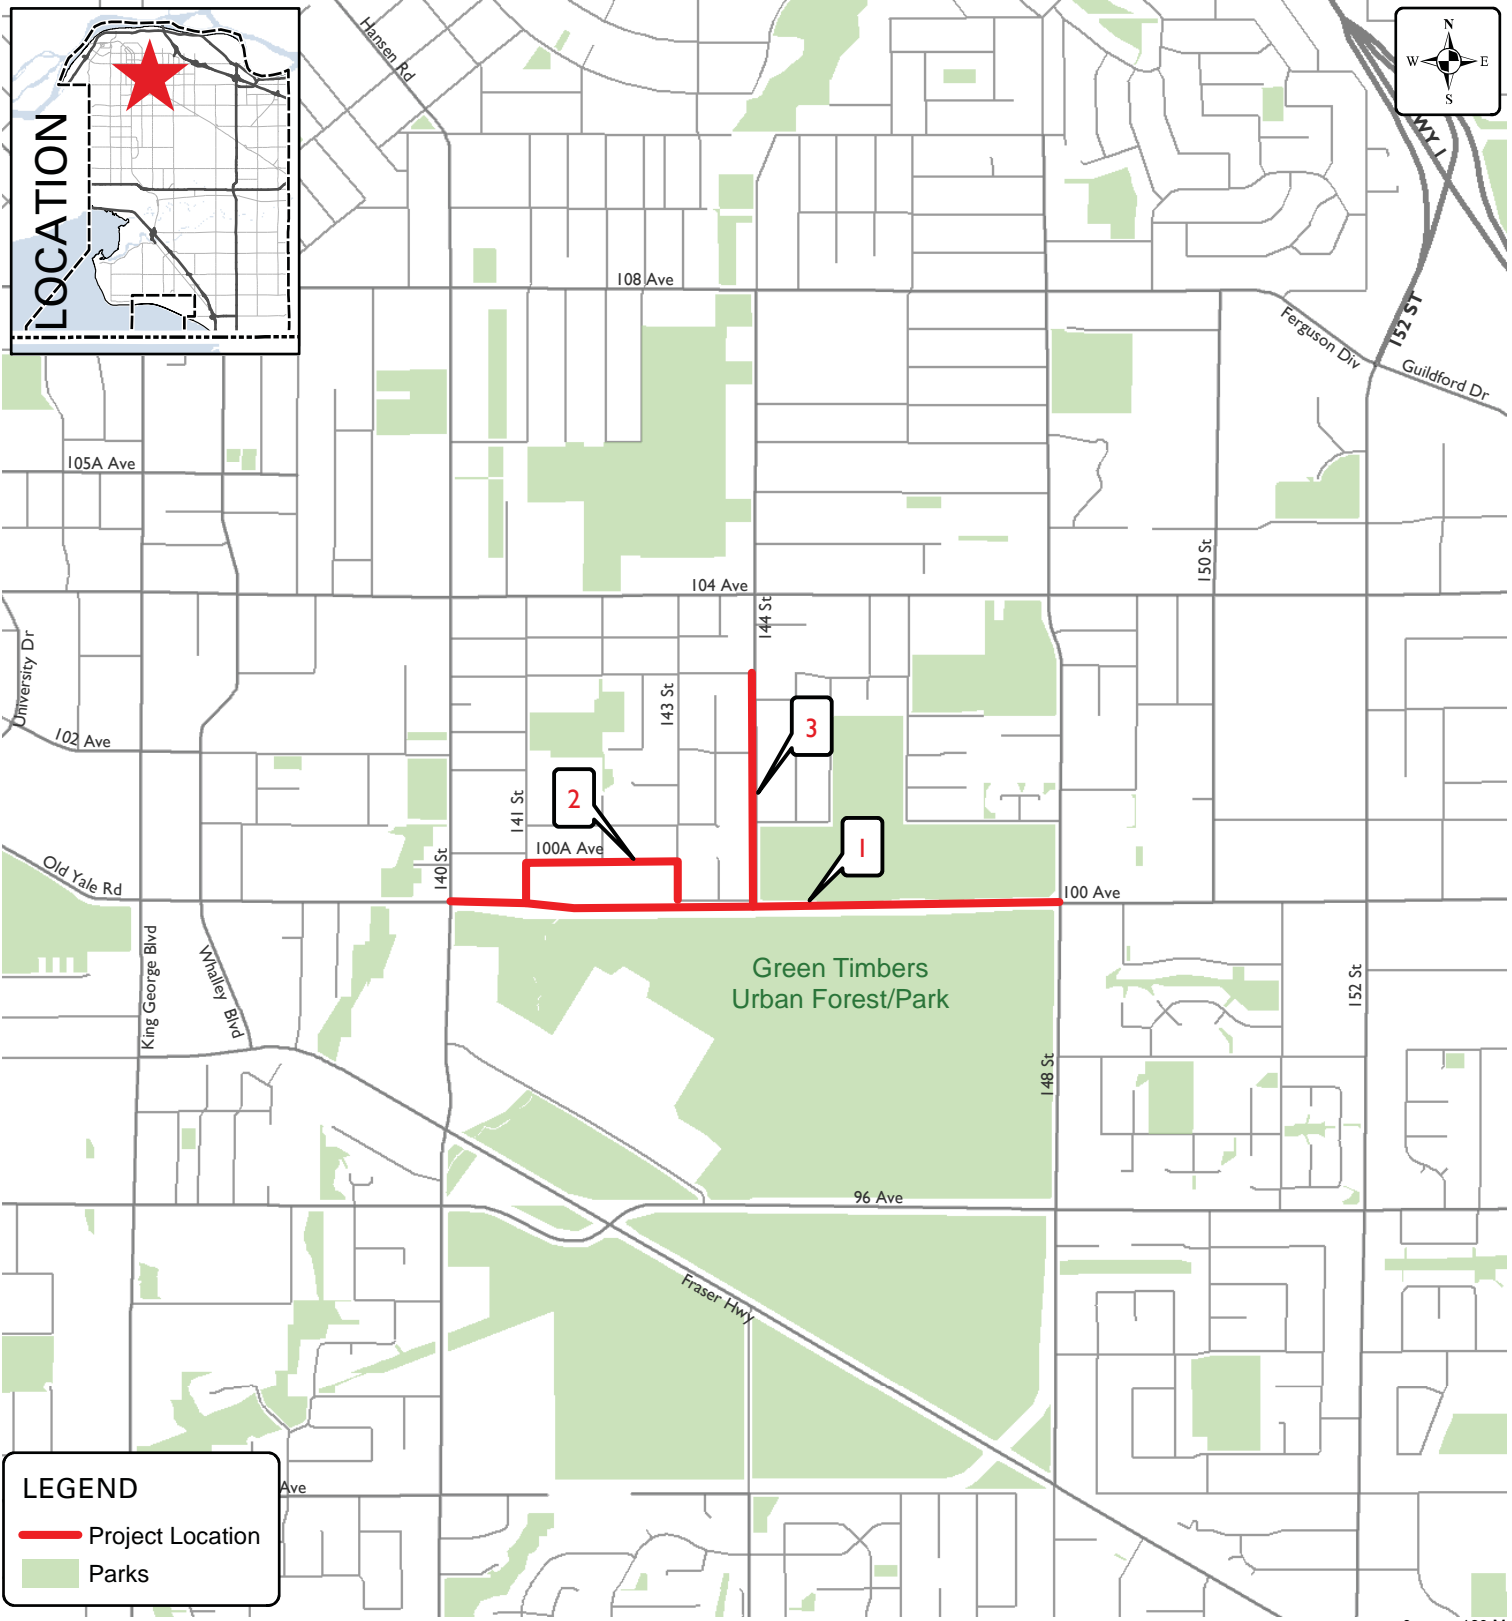 LOCATION
Hansen Rd
N
W
E
S
WY 1
108 Ave
152 ST
Ferguson Div
Guildford Dr
105A Ave
150 St
104 Ave
144 St
University Dr
143 St
3
102 Ave
2
141 St
1
100A Ave
140 St
Old Yale Rd
100 Ave
King George Blvd
Whalley Blvd
Green Timbers
Urban Forest/Park
152 St
148 St
96 Ave
Fraser Hwy
LEGEND
Ave
Project Location
Parks